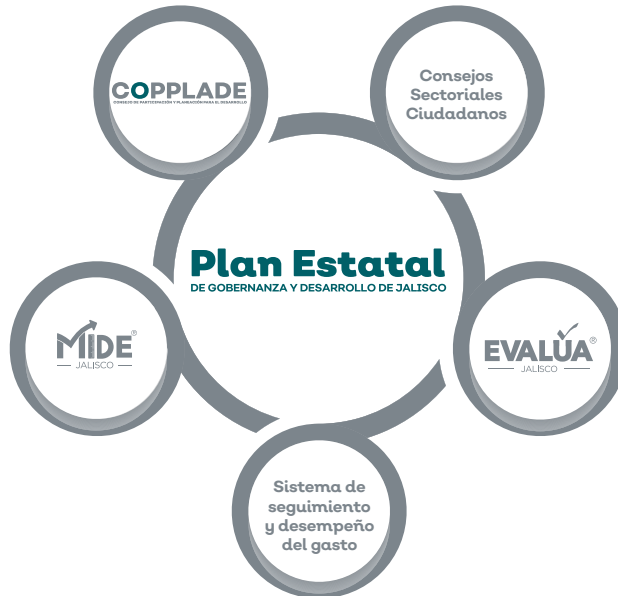 COPPLADE
CONSEJO DE PARTICIPACIÓN Y PLANEACIÓN PARA EL DESARROLLO
Consejos
Sectoriales
Ciudadanos
Plan Estatal
DE GOBERNANZA Y DESARROLLO DE JALISCO
MIDE®
JALISCO
EVALÚA®
JALISCO
Sistema de
seguimiento
y desempeño
del gasto